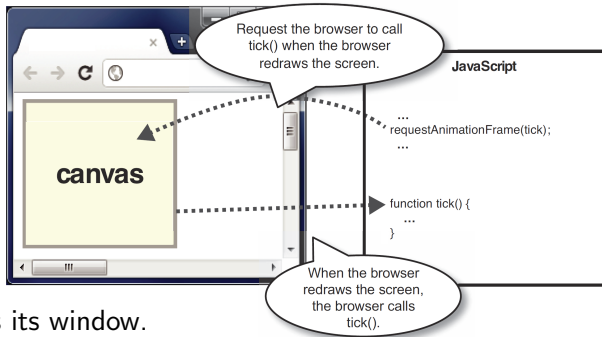 Request the browser to call
tick() when the browser
redraws the screen.
JavaScript
...
requestAnimationFrame(tick);
...
canvas
function tick() {
...
}
When the browser
redraws the screen,
the browser calls
tick().
its window.